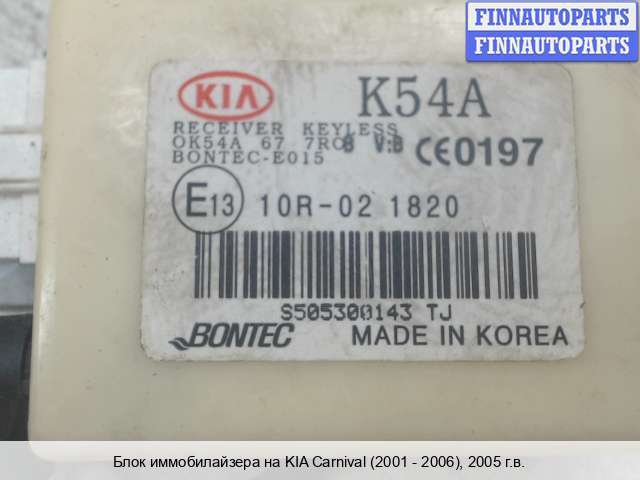 FINNAUTOPARTS
FINNAUTOPARTS
KIA K54A
RECEIVER KEYLESS
OK54A 67 7RO8 V:B
BONTEC-E015
CE0197
E13 10R-02 1820
S505300143 TJ
BONTEC MADE IN KOREA
Блок иммобилайзера на KIA Carnival (2001 - 2006), 2005 г.в.